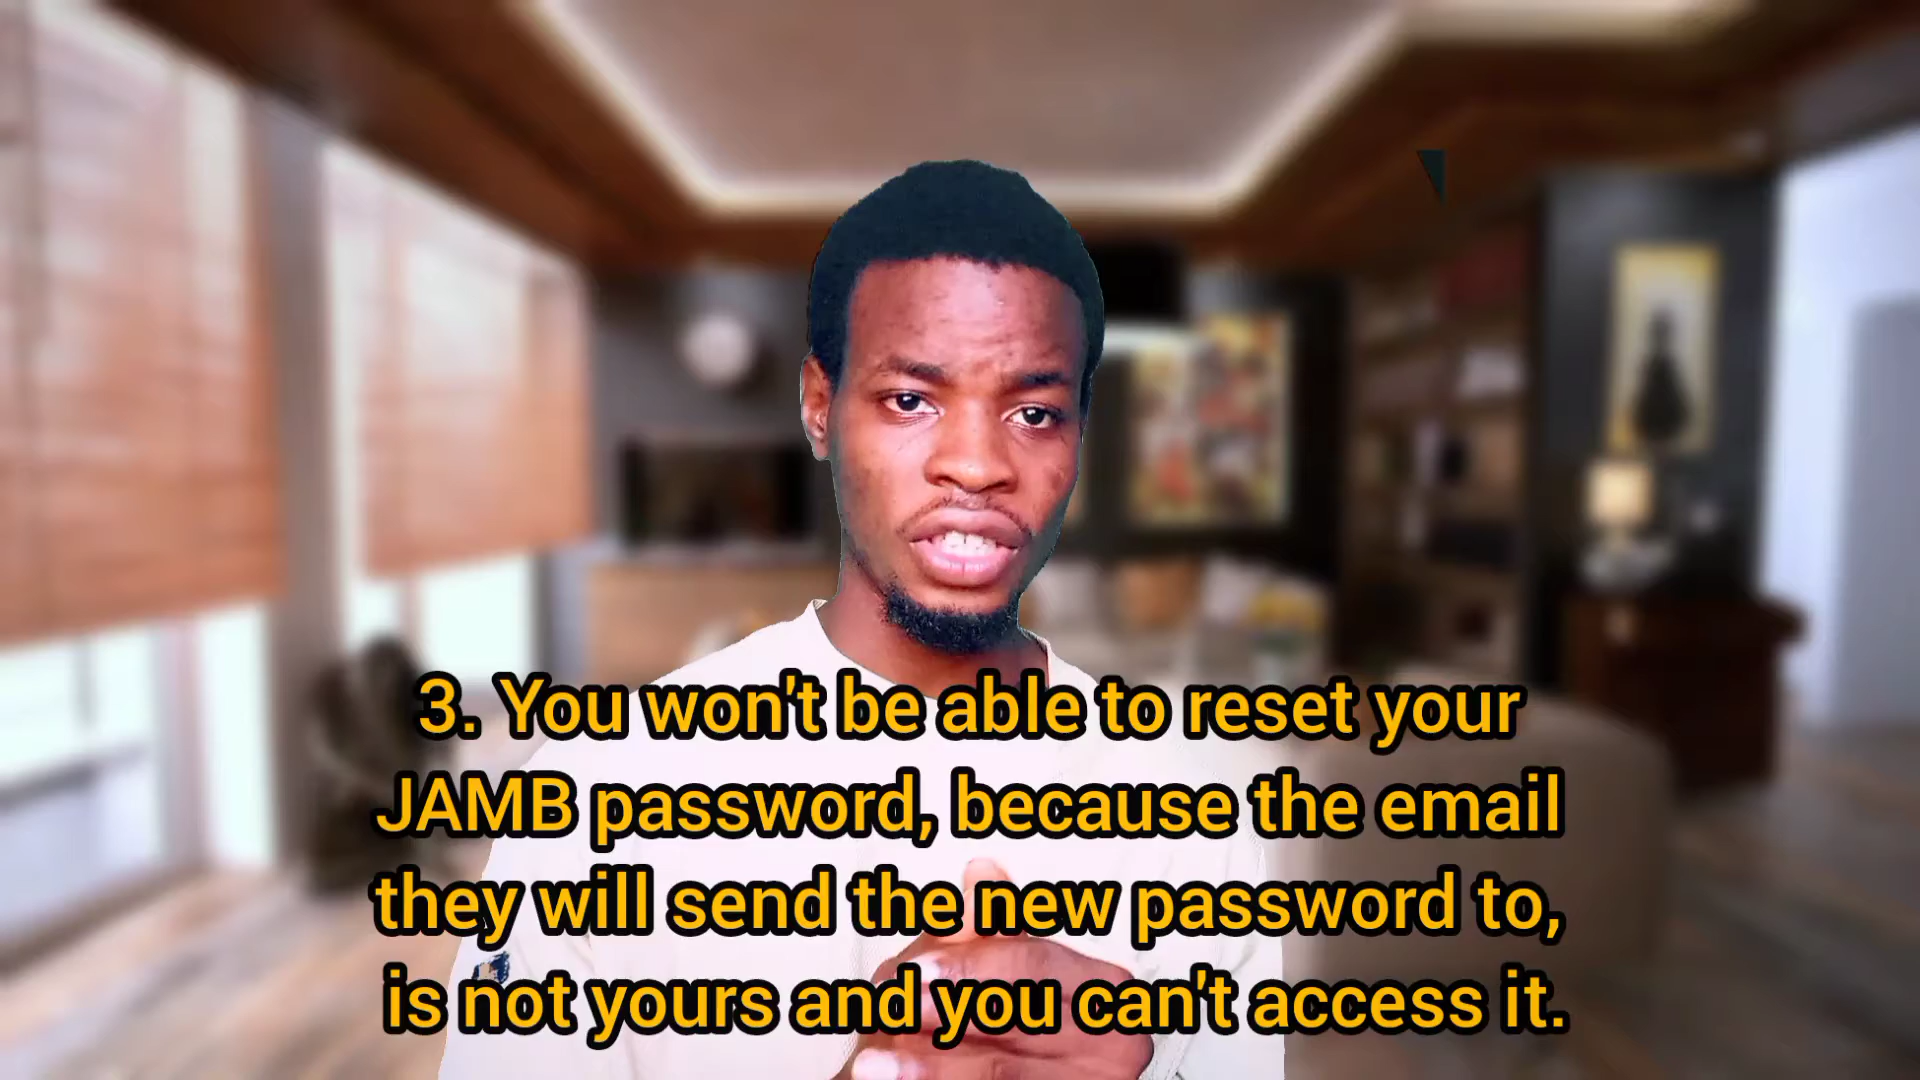 3. You won't be able to reset your
JAMB password, because the email
they will send the new password to,
is not yours and you can't access it.